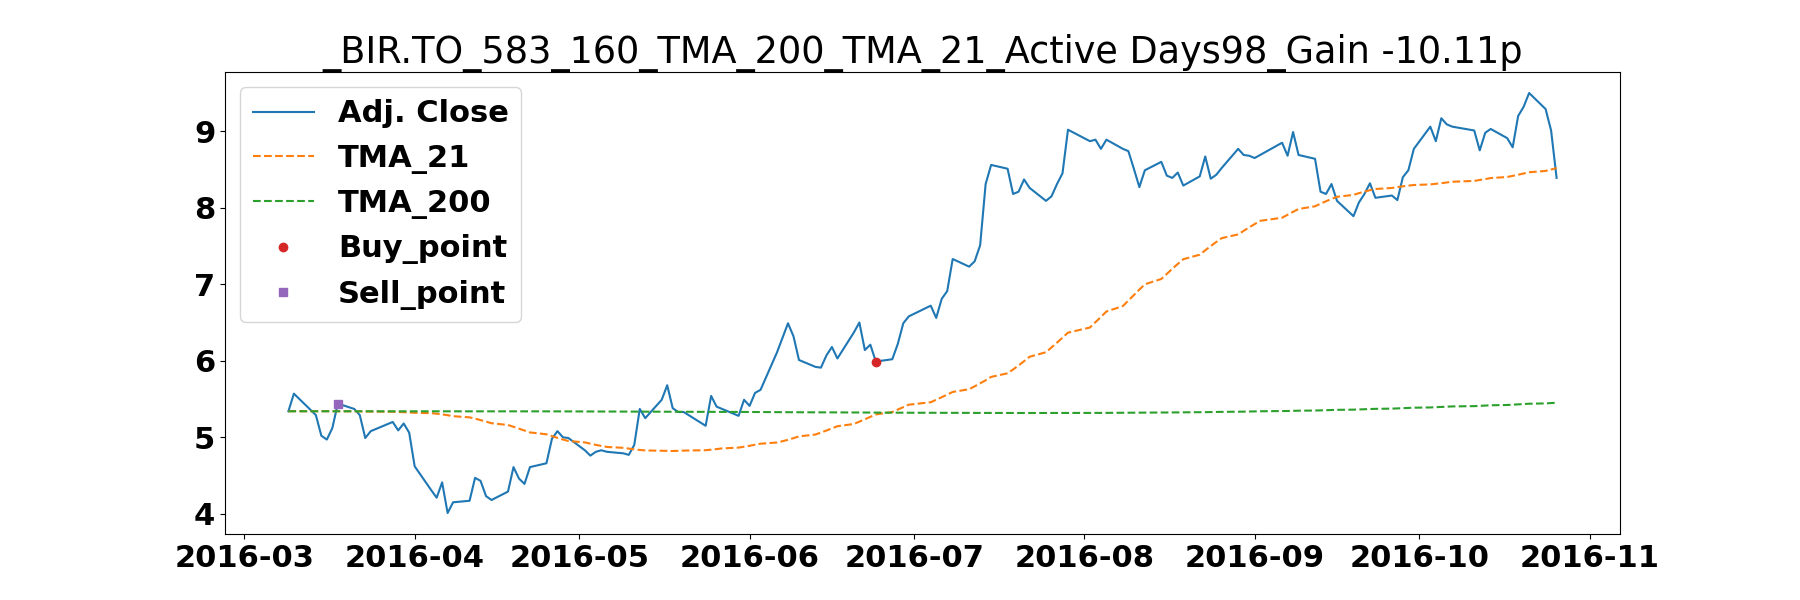 _BIR.TO_583_160_TMA_200_TMA_21_Active Days98_Gain -10.11p
Adj. Close
TMA_21
TMA_200
Buy_point
Sell_point
9
8
7
6
5
4
2016-03 2016-04 2016-05 2016-06 2016-07 2016-08 2016-09 2016-10 2016-11